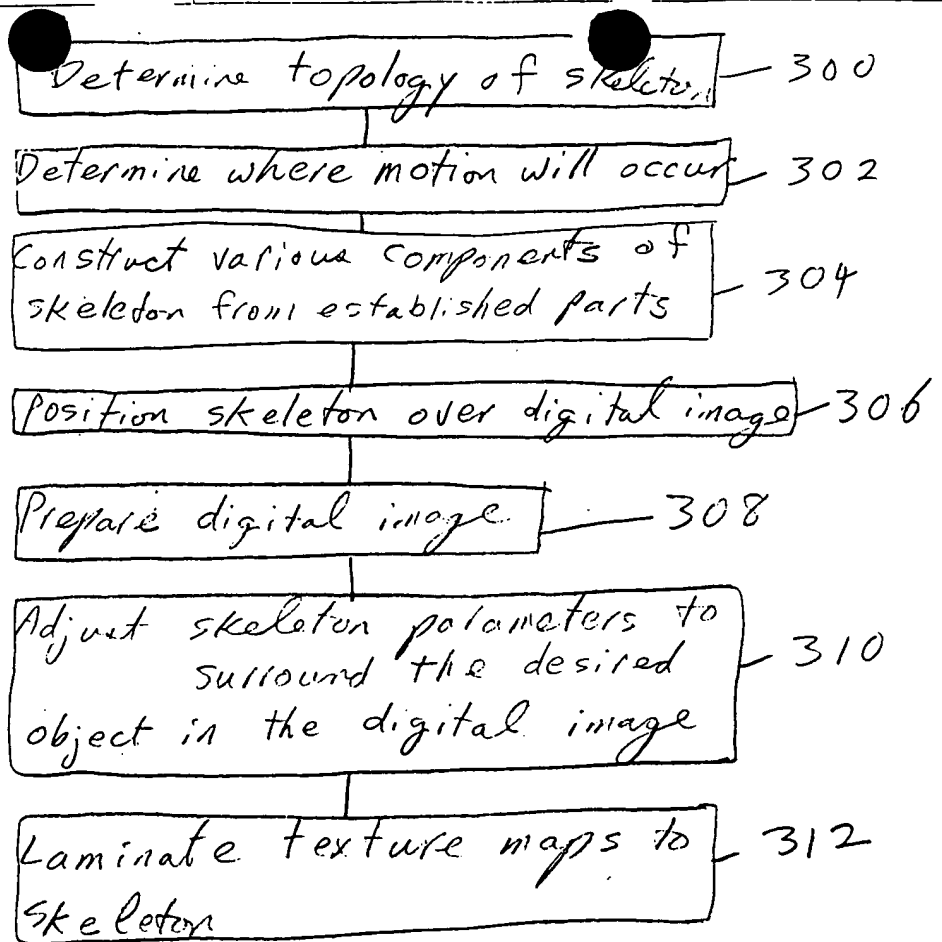 Determine topology of skeleton 300
Determine where motion will occur 302
Construct various components of
skeleton from established parts 304
Position skeleton over digital image 306
Prepare digital image 308
Adjust skeleton parameters to
surround the desired 310
object in the digital image
Laminate texture maps to 312
skeleton